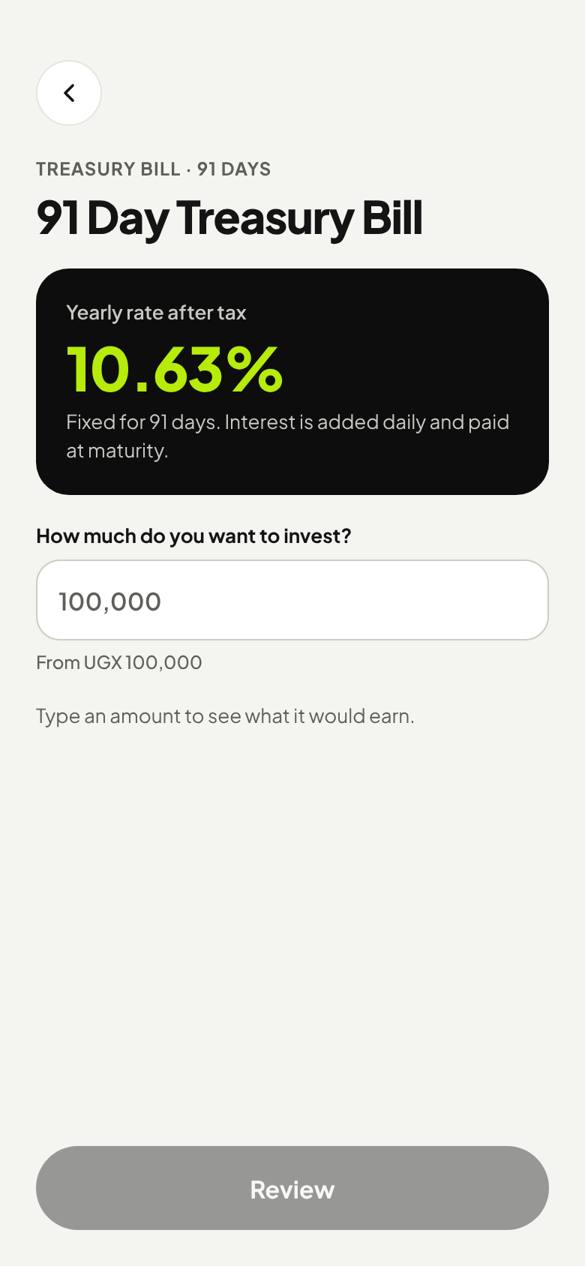 TREASURY BILL · 91 DAYS
91 Day Treasury Bill
Yearly rate after tax
10.63%
Fixed for 91 days. Interest is added daily and paid
at maturity.
How much do you want to invest?
100,000
From UGX 100,000
Type an amount to see what it would earn.
Review